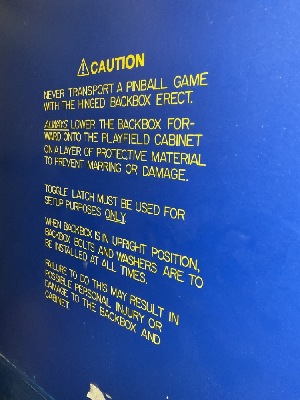 CAUTION
NEVER TRANSPORT A PINBALL GAME
WITH THE HINGED BACKBOX ERECT.
ALWAYS LOWER THE BACKBOX FOR-
WARD ONTO THE PLAYFIELD CABINET
ON A LAYER OF PROTECTIVE MATERIAL
TO PREVENT MARRING OR DAMAGE.
TOGGLE LATCH MUST BE USED FOR
SETUP PURPOSES ONLY
WHEN BACKBOX IS IN UPRIGHT POSITION,
BACKBOX BOLTS AND WASHERS ARE TO
BE INSTALLED AT ALL TIMES.
FAILURE TO DO THIS MAY RESULT IN
POSSIBLE PERSONAL INJURY OR
DAMAGE TO THE BACKBOX AND
CABINET